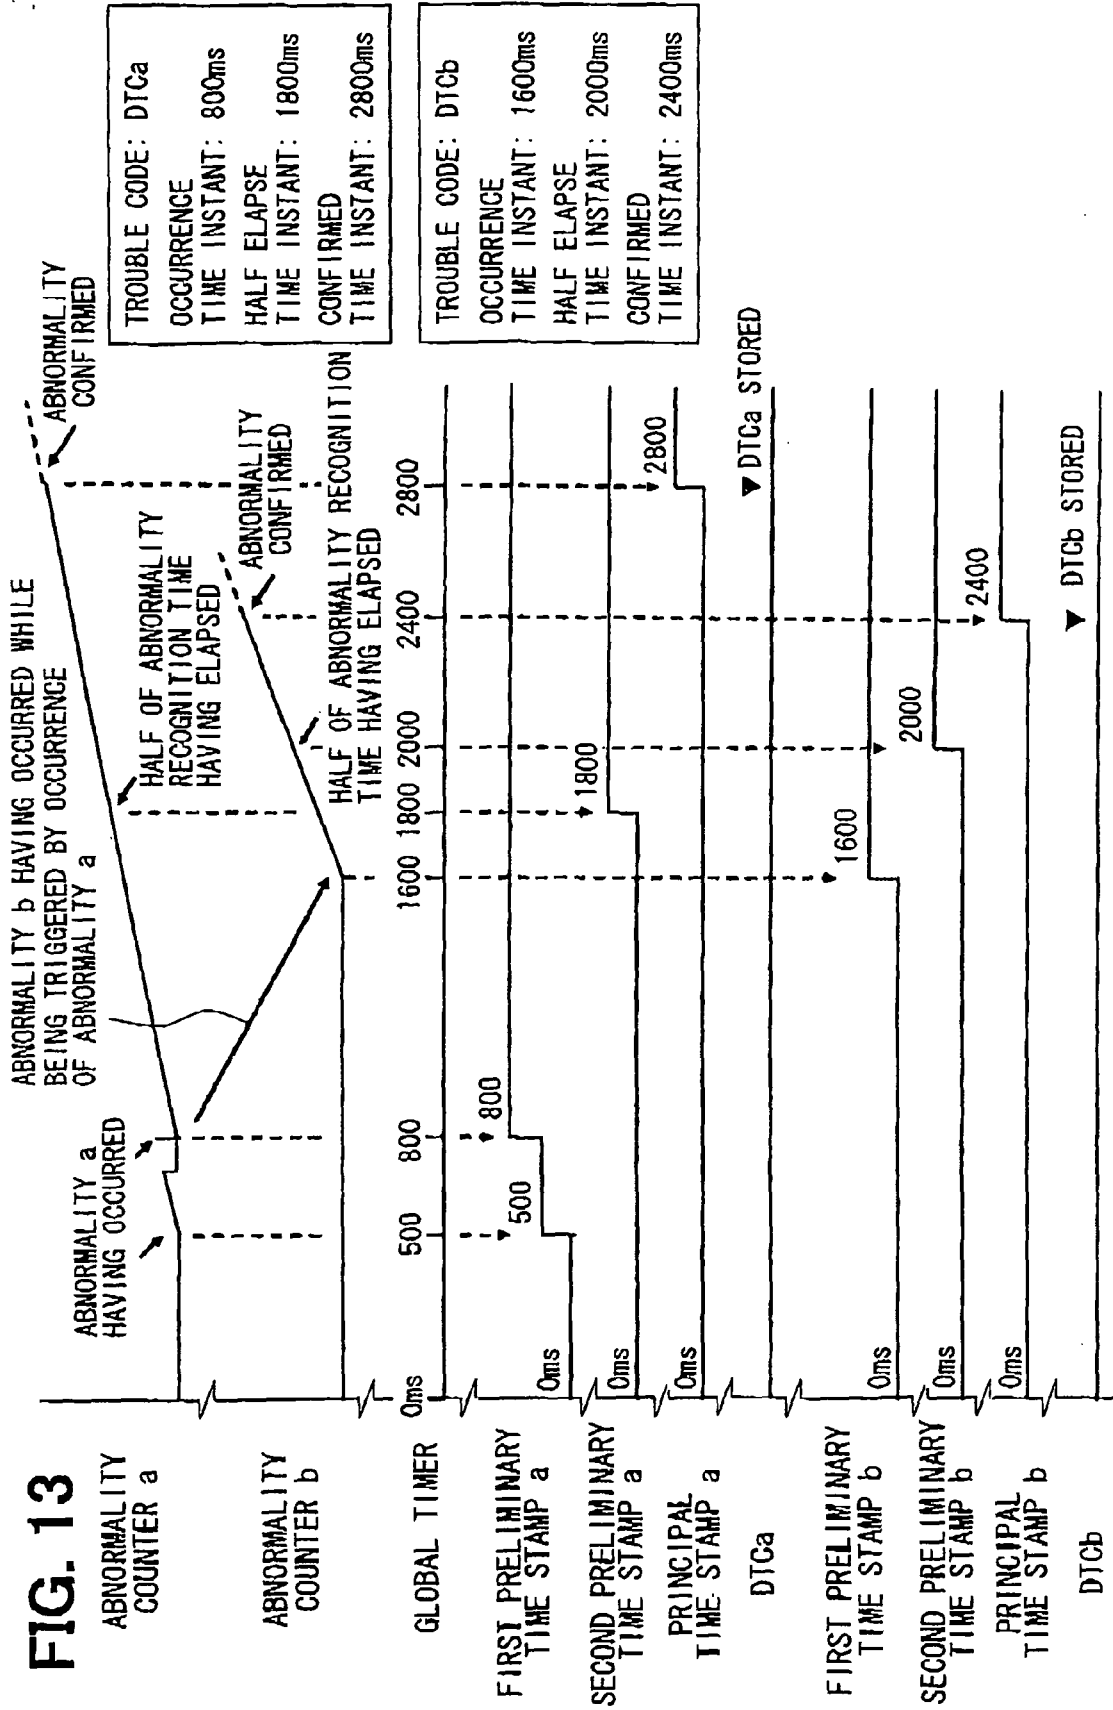 FIG. 13
ABNORMALITY b HAVING OCCURRED WHILE
BEING TRIGGERED BY OCCURRENCE
OF ABNORMALITY a
ABNORMALITY a
HAVING OCCURRED
ABNORMALITY
CONFIRMED
HALF OF ABNORMALITY
RECOGNITION TIME
HAVING ELAPSED
ABNORMALITY
CONFIRMED
HALF OF ABNORMALITY RECOGNITION
TIME HAVING ELAPSED
ABNORMALITY
COUNTER a
ABNORMALITY
COUNTER b
GLOBAL TIMER
0ms
500
800
1600
1800
2000
2400
2800
FIRST PRELIMINARY
TIME STAMP a
0ms
500
800
SECOND PRELIMINARY
TIME STAMP a
0ms
1800
PRINCIPAL
TIME STAMP a
0ms
2800
DTCa
DTCa STORED
FIRST PRELIMINARY
TIME STAMP b
0ms
1600
SECOND PRELIMINARY
TIME STAMP b
0ms
2000
PRINCIPAL
TIME STAMP b
0ms
2400
DTCb
DTCb STORED
TROUBLE CODE: DTCa
OCCURRENCE
TIME INSTANT: 800ms
HALF ELAPSE
TIME INSTANT: 1800ms
CONFIRMED
TIME INSTANT: 2800ms
TROUBLE CODE: DTCb
OCCURRENCE
TIME INSTANT: 1600ms
HALF ELAPSE
TIME INSTANT: 2000ms
CONFIRMED
TIME INSTANT: 2400ms